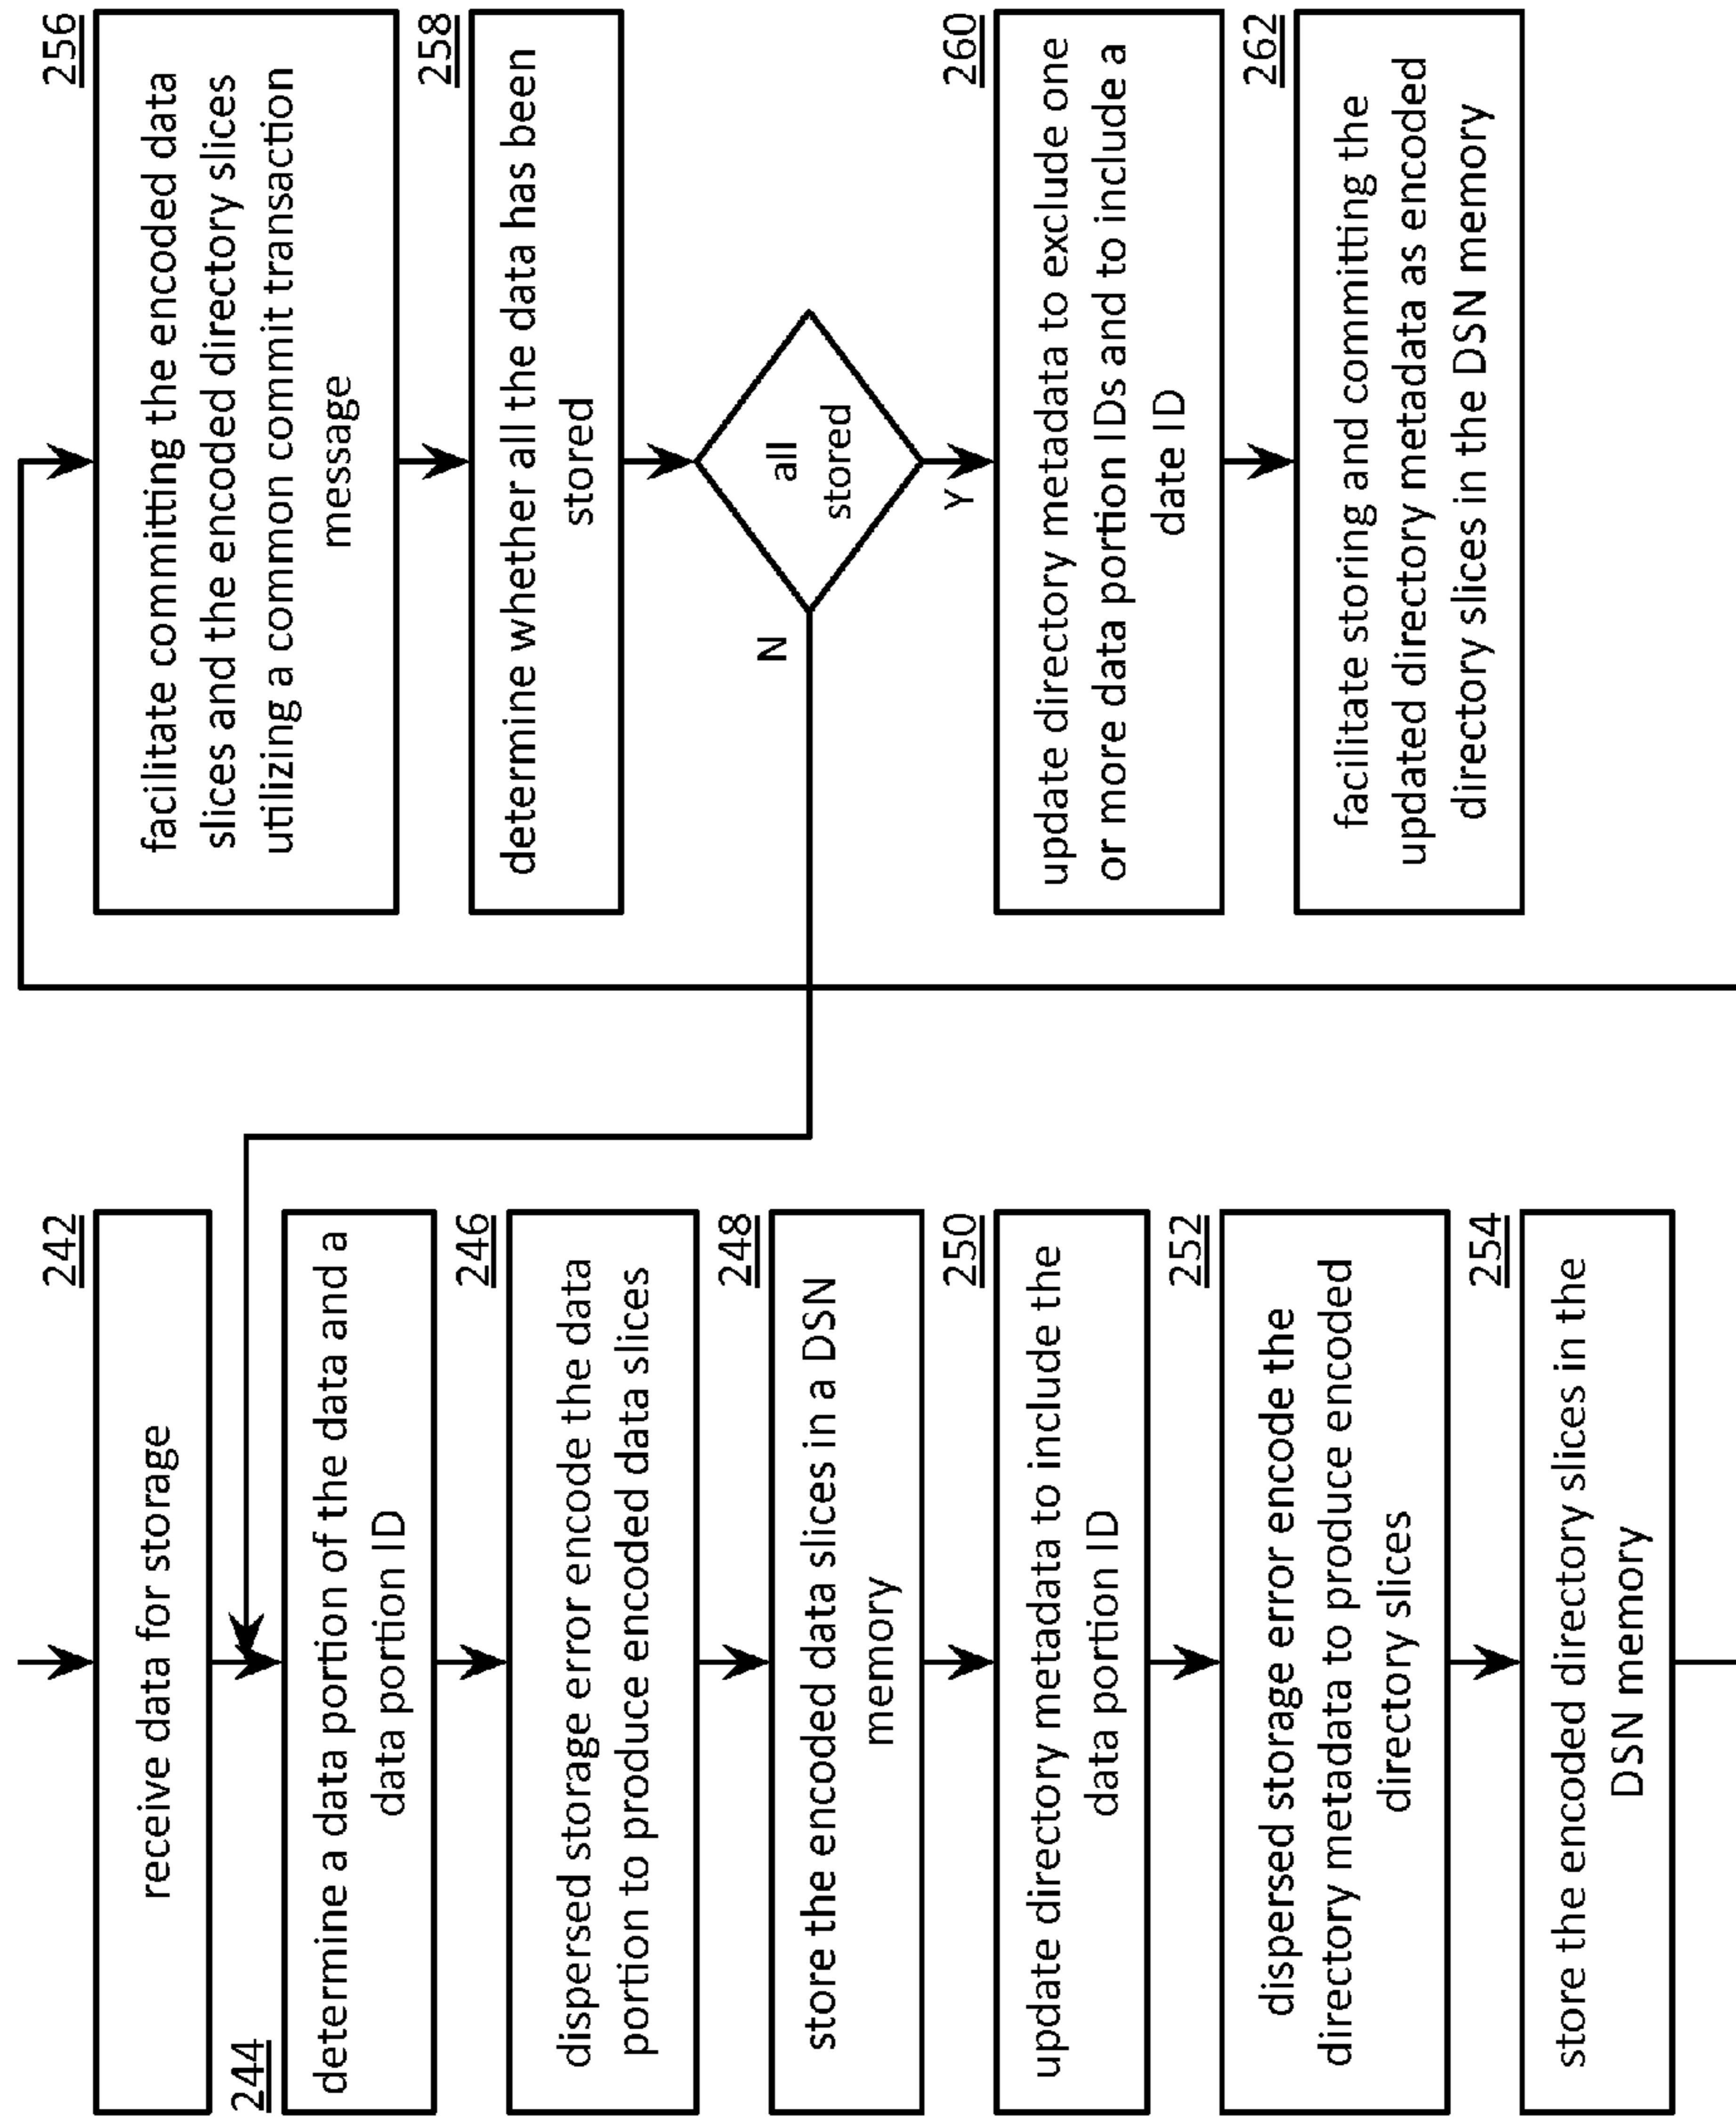 242
receive data for storage
244
determine a data portion of the data and a
data portion ID
246
dispersed storage error encode the data
portion to produce encoded data slices
248
store the encoded data slices in a DSN
memory
250
update directory metadata to include the
data portion ID
252
dispersed storage error encode the
directory metadata to produce encoded
directory slices
254
store the encoded directory slices in the
DSN memory
256
facilitate committing the encoded data
slices and the encoded directory slices
utilizing a common commit transaction
message
258
determine whether all the data has been
stored
all
stored
N
Y
260
update directory metadata to exclude one
or more data portion IDs and to include a
date ID
262
facilitate storing and committing the
updated directory metadata as encoded
directory slices in the DSN memory